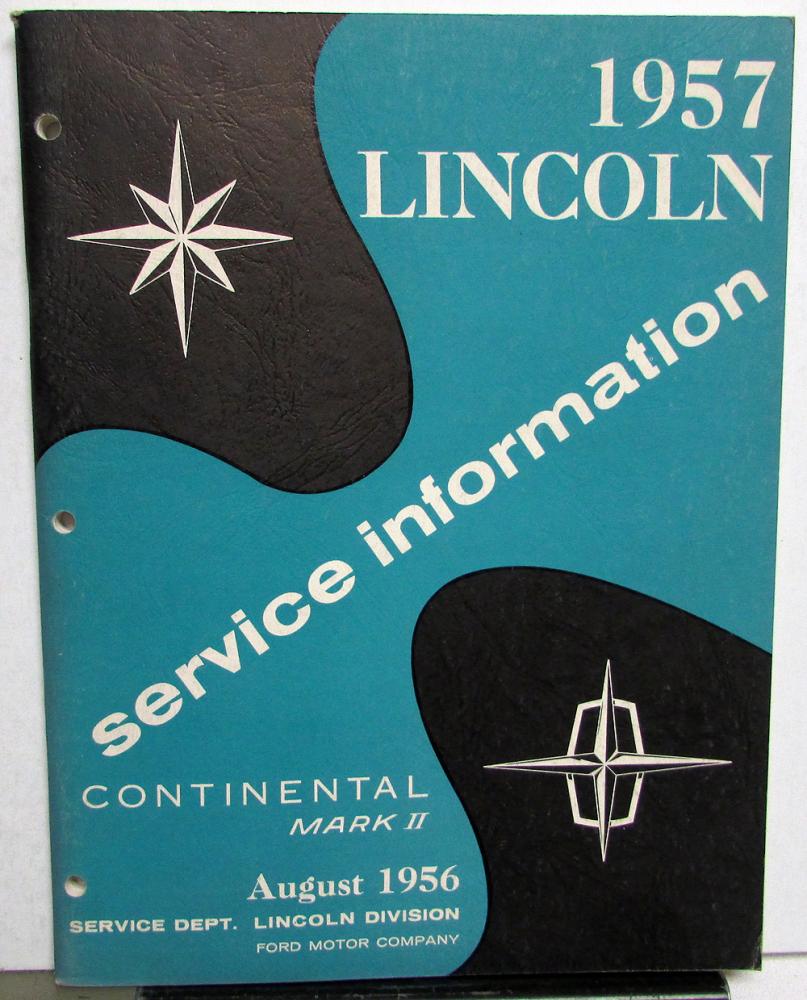 1957
LINCOLN
service information
CONTINENTAL
MARK II
August 1956
SERVICE DEPT. LINCOLN DIVISION
FORD MOTOR COMPANY